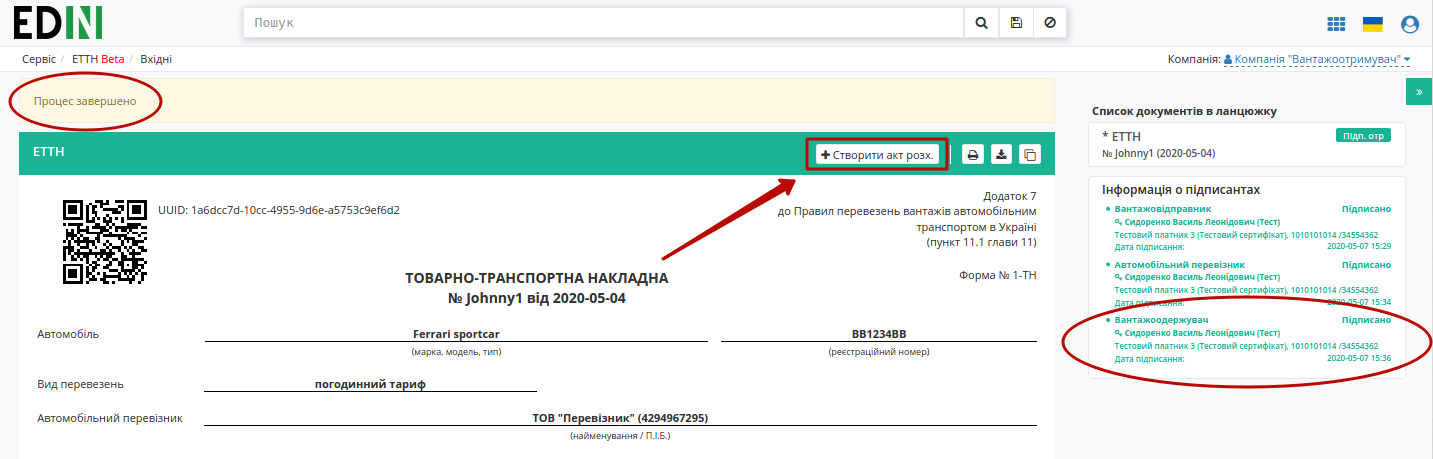 EDIN
Пошук
Сервіс / ЕТТН Beta / Вхідні
Компанія: Компанія "Вантажоотримувач"
Процес завершено
»
ЕТТН
+ Створити акт розх.
UUID: 1a6dcc7d-10cc-4955-9d6e-a5753c9ef6d2
Додаток 7
до Правил перевезень вантажів автомобільним
транспортом в Україні
(пункт 11.1 глави 11)
Форма № 1-ТН
ТОВАРНО-ТРАНСПОРТНА НАКЛАДНА
№ Johnny1 від 2020-05-04
Автомобіль
Ferrari sportcar
(марка, модель, тип)
BB1234BB
(реєстраційний номер)
Вид перевезень
погодинний тариф
Автомобільний перевізник
ТОВ "Перевізник" (4294967295)
(найменування / П.І.Б.)
Список документів в ланцюжку
* ЕТТН
Підп. отр
№ Johnny1 (2020-05-04)
Інформація о підписантах
Вантажовідправник Підписано
Сидоренко Василь Леонідович (Тест)
Тестовий платник 3 (Тестовий сертифікат), 1010101014 /34554362
Дата підписання: 2020-05-07 15:29
Автомобільний перевізник Підписано
Сидоренко Василь Леонідович (Тест)
Тестовий платник 3 (Тестовий сертифікат), 1010101014 /34554362
Дата підписання: 2020-05-07 15:34
Вантажоодержувач Підписано
Сидоренко Василь Леонідович (Тест)
Тестовий платник 3 (Тестовий сертифікат), 1010101014 /34554362
Дата підписання: 2020-05-07 15:36